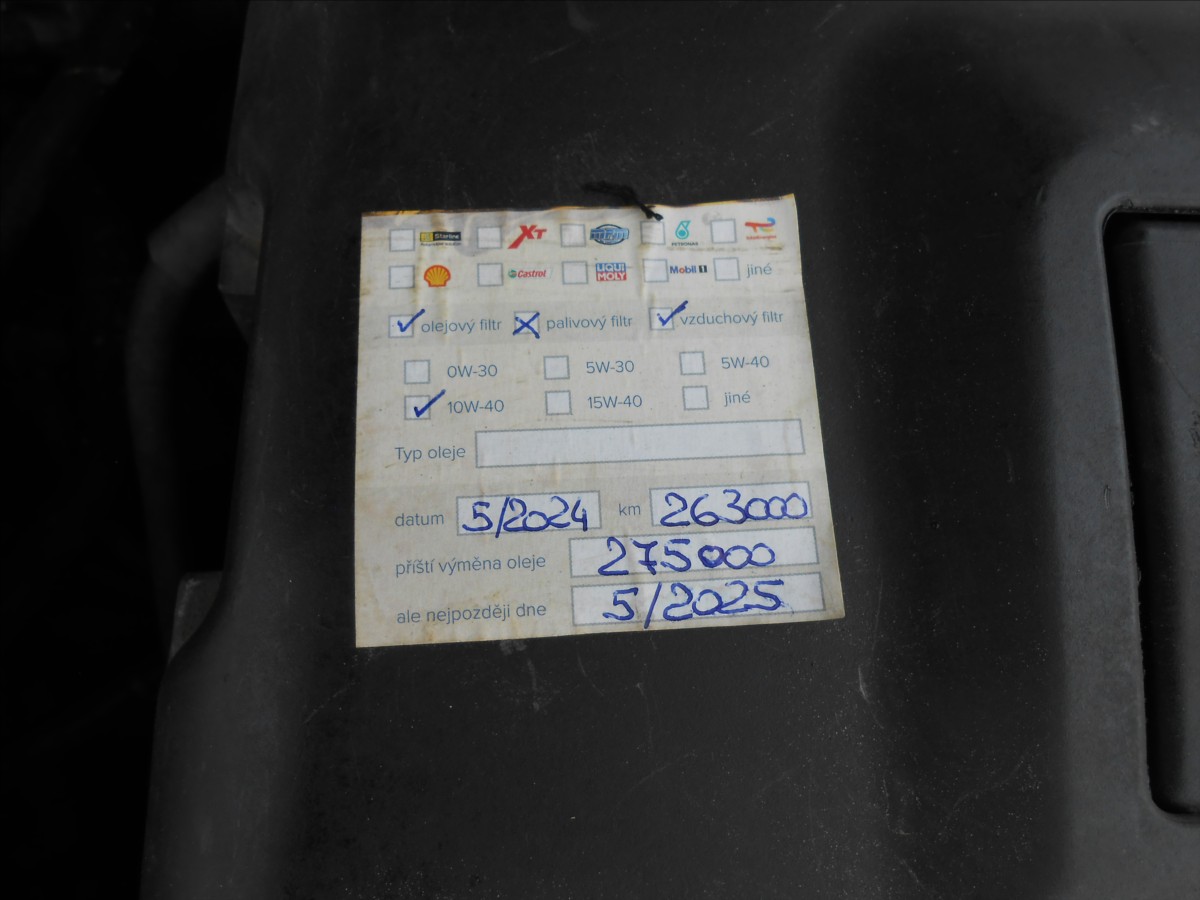 Starline XT PETRONAS
Castrol LIQUI MOLY Mobil 1 jiné
olejový filtr palivový filtr vzduchový filtr
0W-30 5W-30 5W-40
10W-40 15W-40 jiné
Typ oleje
datum 5/2024 km 263000
příští výměna oleje 275000
ale nejpozději dne 5/2025